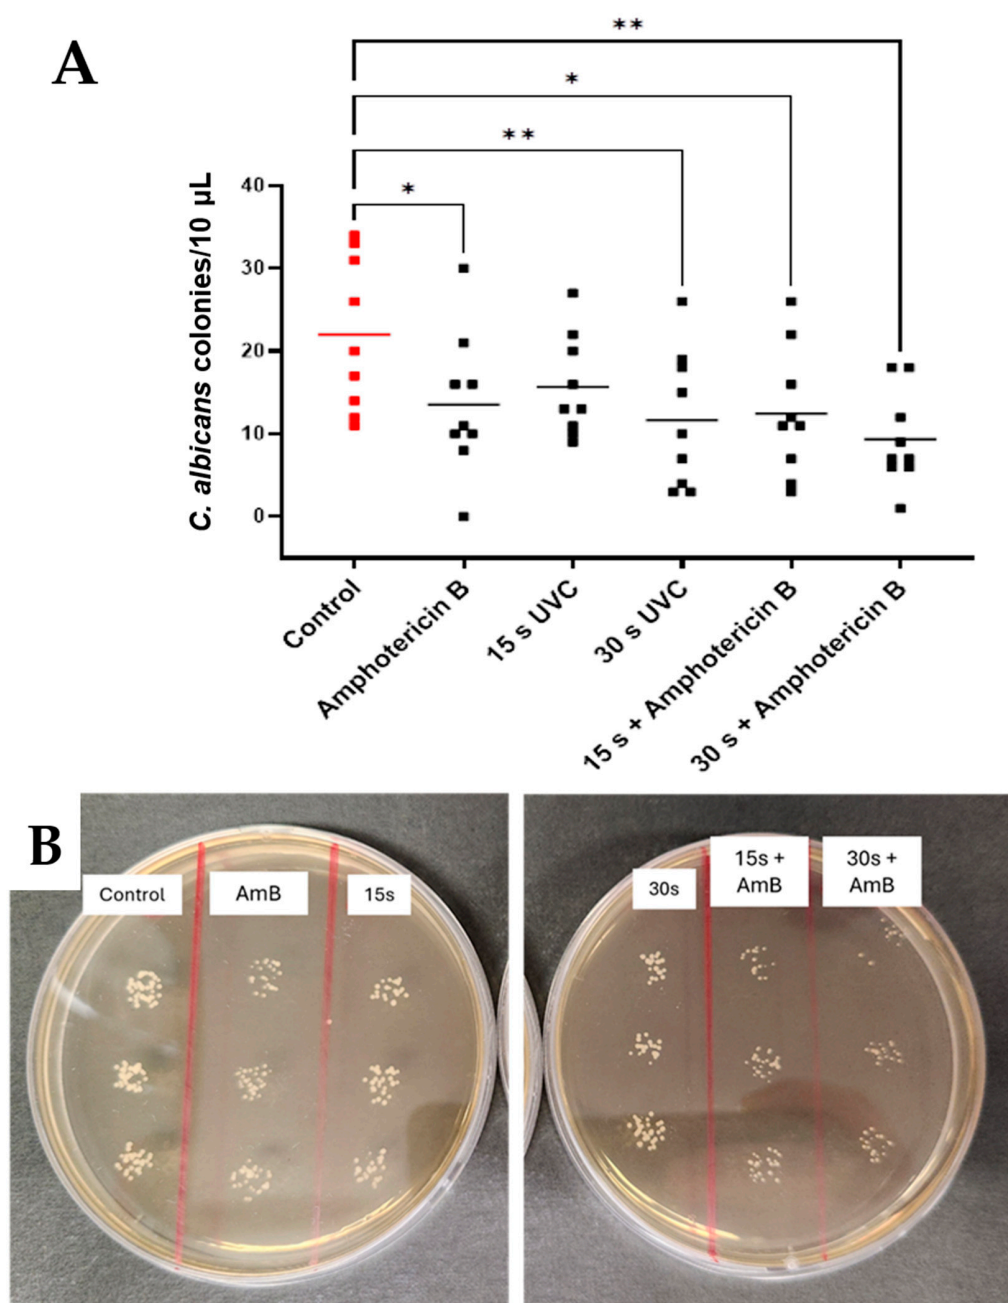 A
**
*
**
*
C. albicans colonies/10 µL
40
30
20
10
0
Control
Amphotericin B
15 s UVC
30 s UVC
15 s + Amphotericin B
30 s + Amphotericin B
B
Control
AmB
15s
30s
15s +
AmB
30s +
AmB